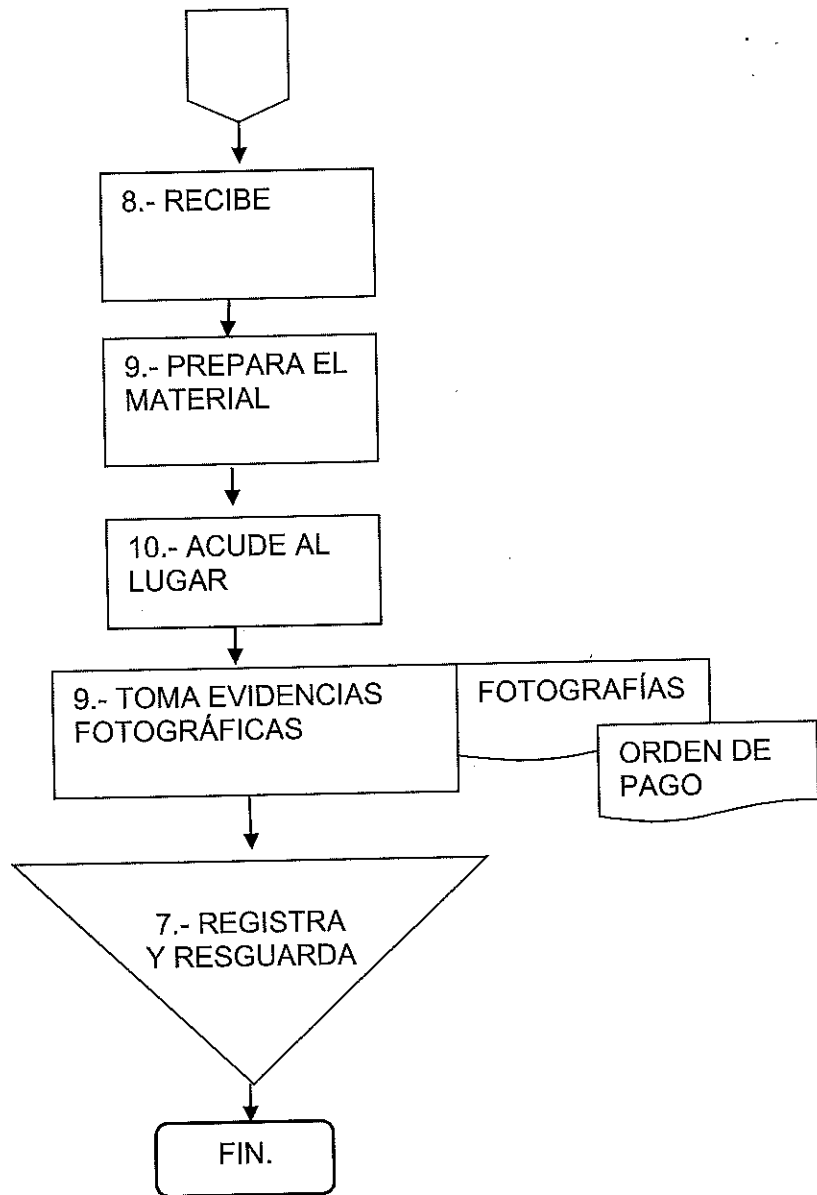 8.- RECIBE
9.- PREPARA EL
MATERIAL
10.- ACUDE AL
LUGAR
9.- TOMA EVIDENCIAS
FOTOGRÁFICAS
FOTOGRAFÍAS
ORDEN DE
PAGO
7.- REGISTRA
Y RESGUARDA
FIN.